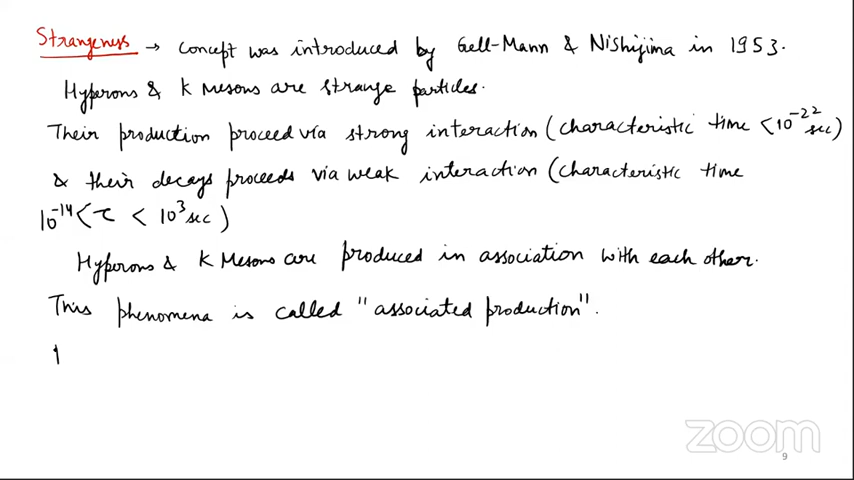 Strangeness → concept was introduced by Gell-Mann & Nishijima in 1953.
Hyperons & K Mesons are strange particles.
Their production proceed via strong interaction (characteristic time < 10⁻²² sec)
& their decays proceeds via weak interaction (characteristic time
10⁻¹⁴ < τ < 10³ sec)
Hyperons & K Mesons are produced in association with each other.
This phenomena is called "associated production".
zoom
9